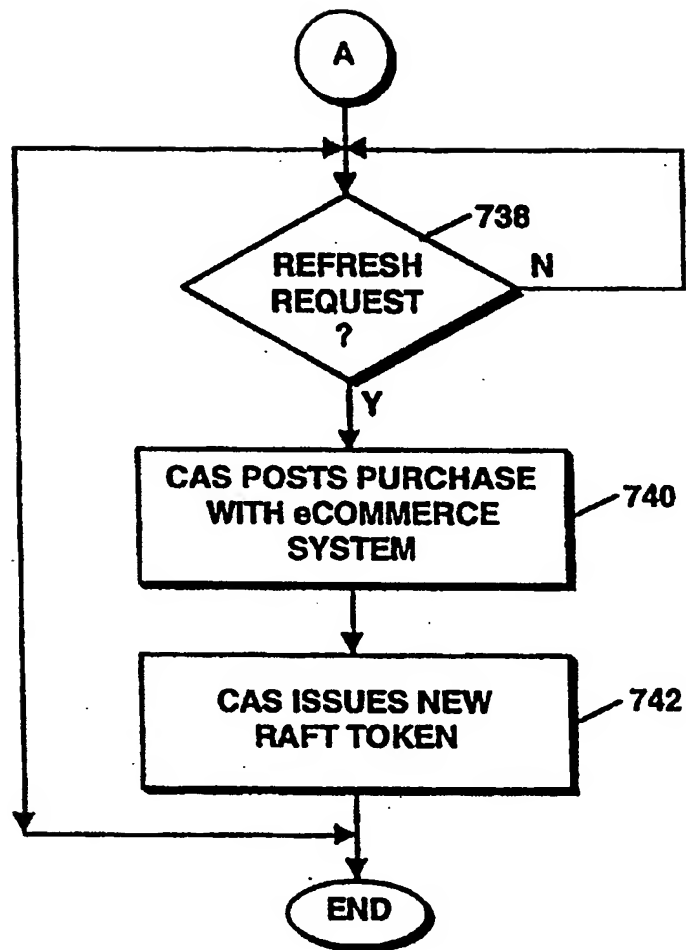 A
738
REFRESH
REQUEST
?
N
Y
CAS POSTS PURCHASE
WITH eCOMMERCE
SYSTEM
740
CAS ISSUES NEW
RAFT TOKEN
742
END